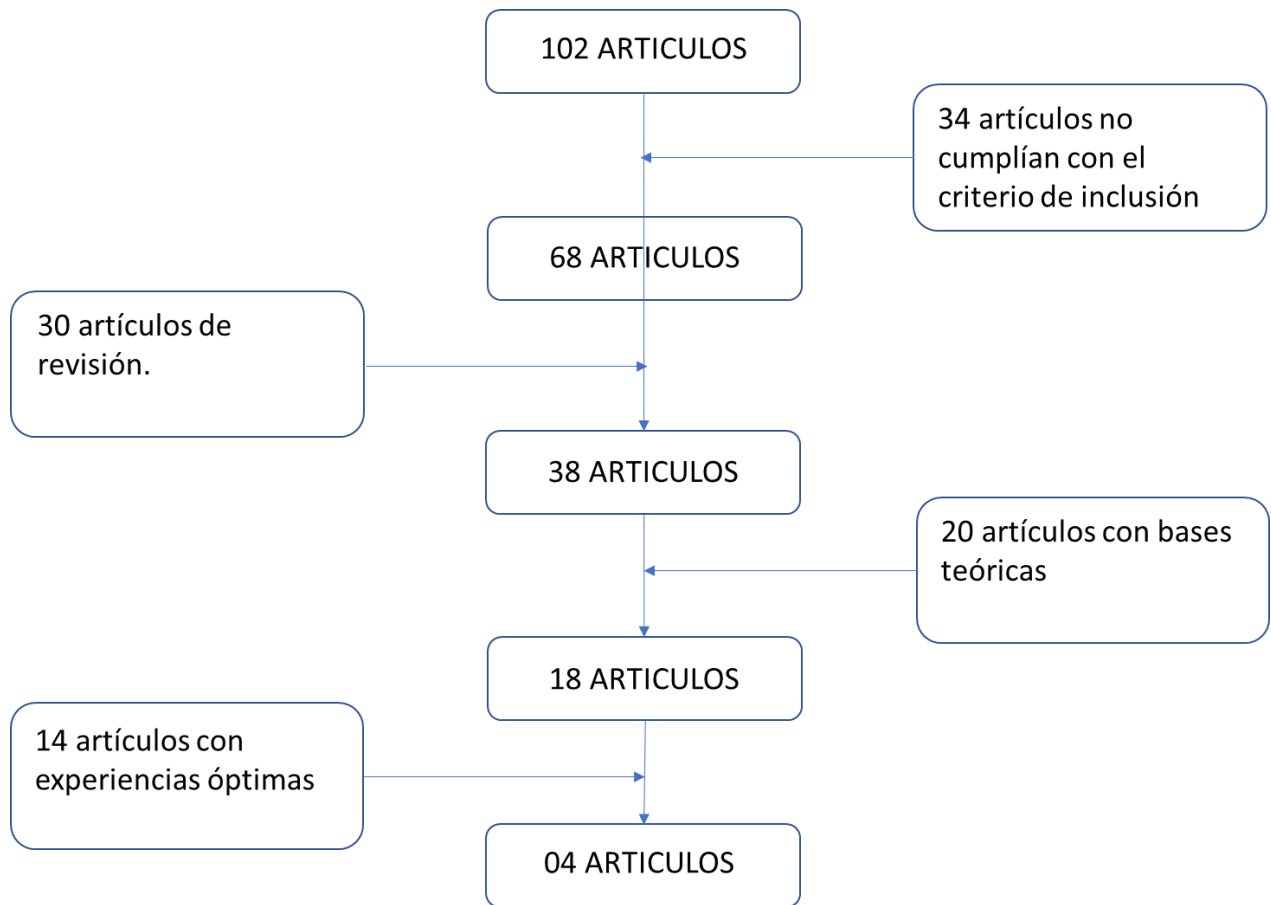 102 ARTICULOS
34 artículos no
cumplían con el
criterio de inclusión
68 ARTICULOS
30 artículos de
revisión.
38 ARTICULOS
20 artículos con bases
teóricas
18 ARTICULOS
14 artículos con
experiencias óptimas
04 ARTICULOS